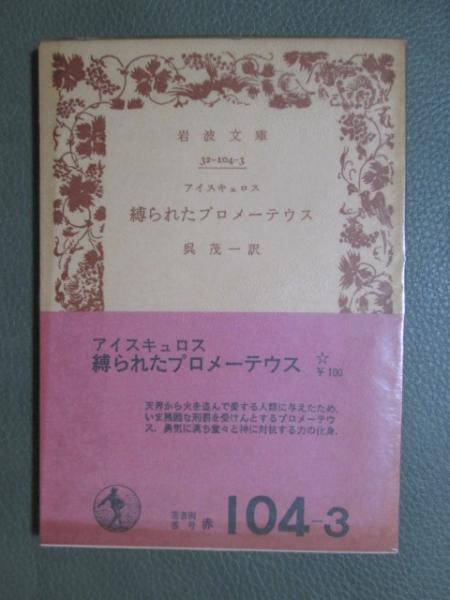 岩波文庫
32-104-3
アイスキュロス
縛られたプロメーテウス
呉茂一訳
アイスキュロス
縛られたプロメーテウス
☆
¥100
天界から火を盗んで愛する人類に与えたため,
いま残酷な刑罰を受けんとするプロメーテウ
ス. 勇気に満ち堂々と神に対抗する力の化身.
著者別
番号 赤 104-3